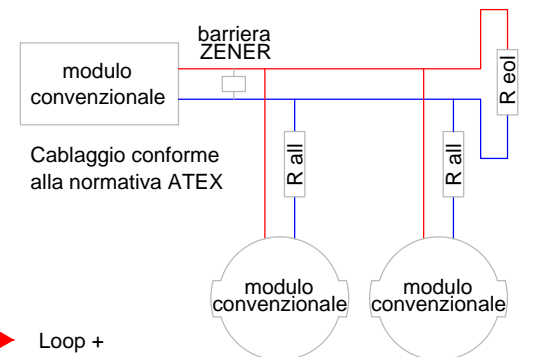 barriera
ZENER
modulo
convenzionale
R eol
Cablaggio conforme
alla normativa ATEX
R all
R all
modulo
convenzionale
modulo
convenzionale
Loop +